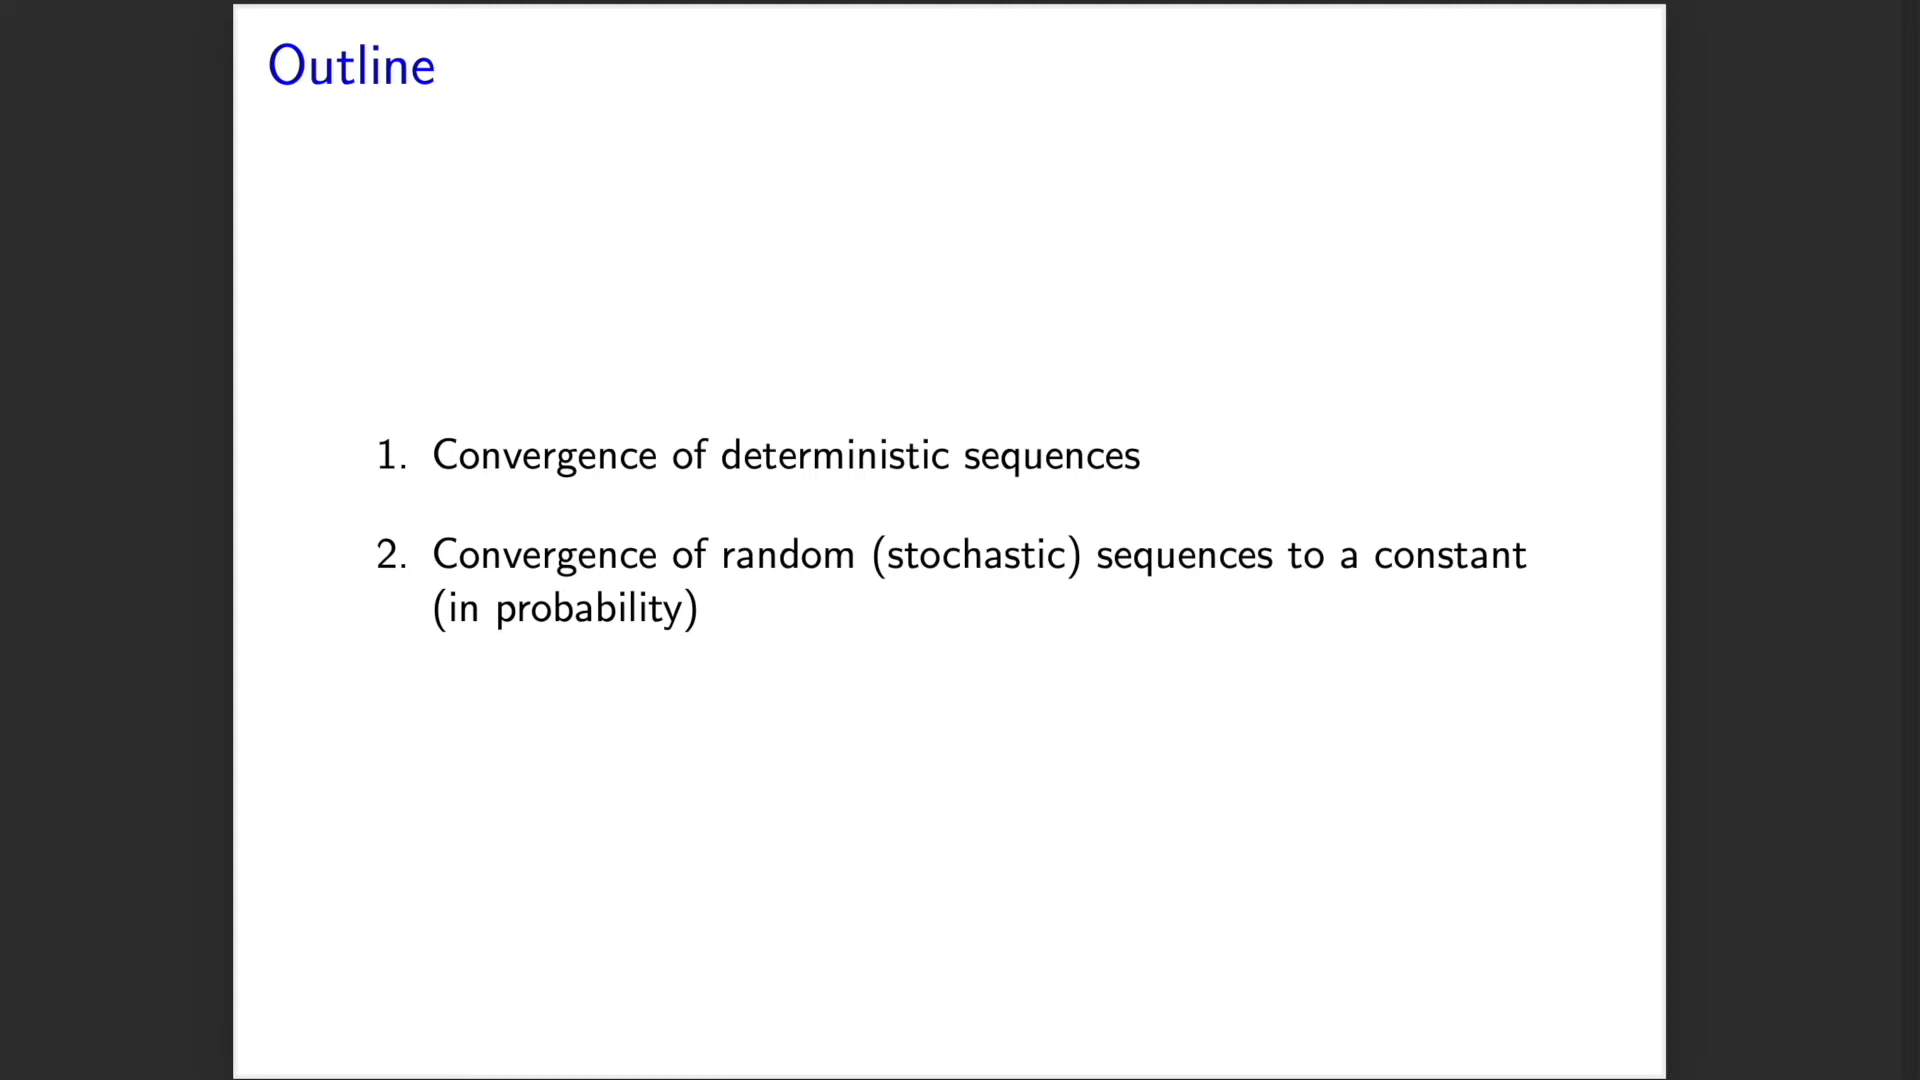 Outline
1. Convergence of deterministic sequences
2. Convergence of random (stochastic) sequences to a constant
(in probability)